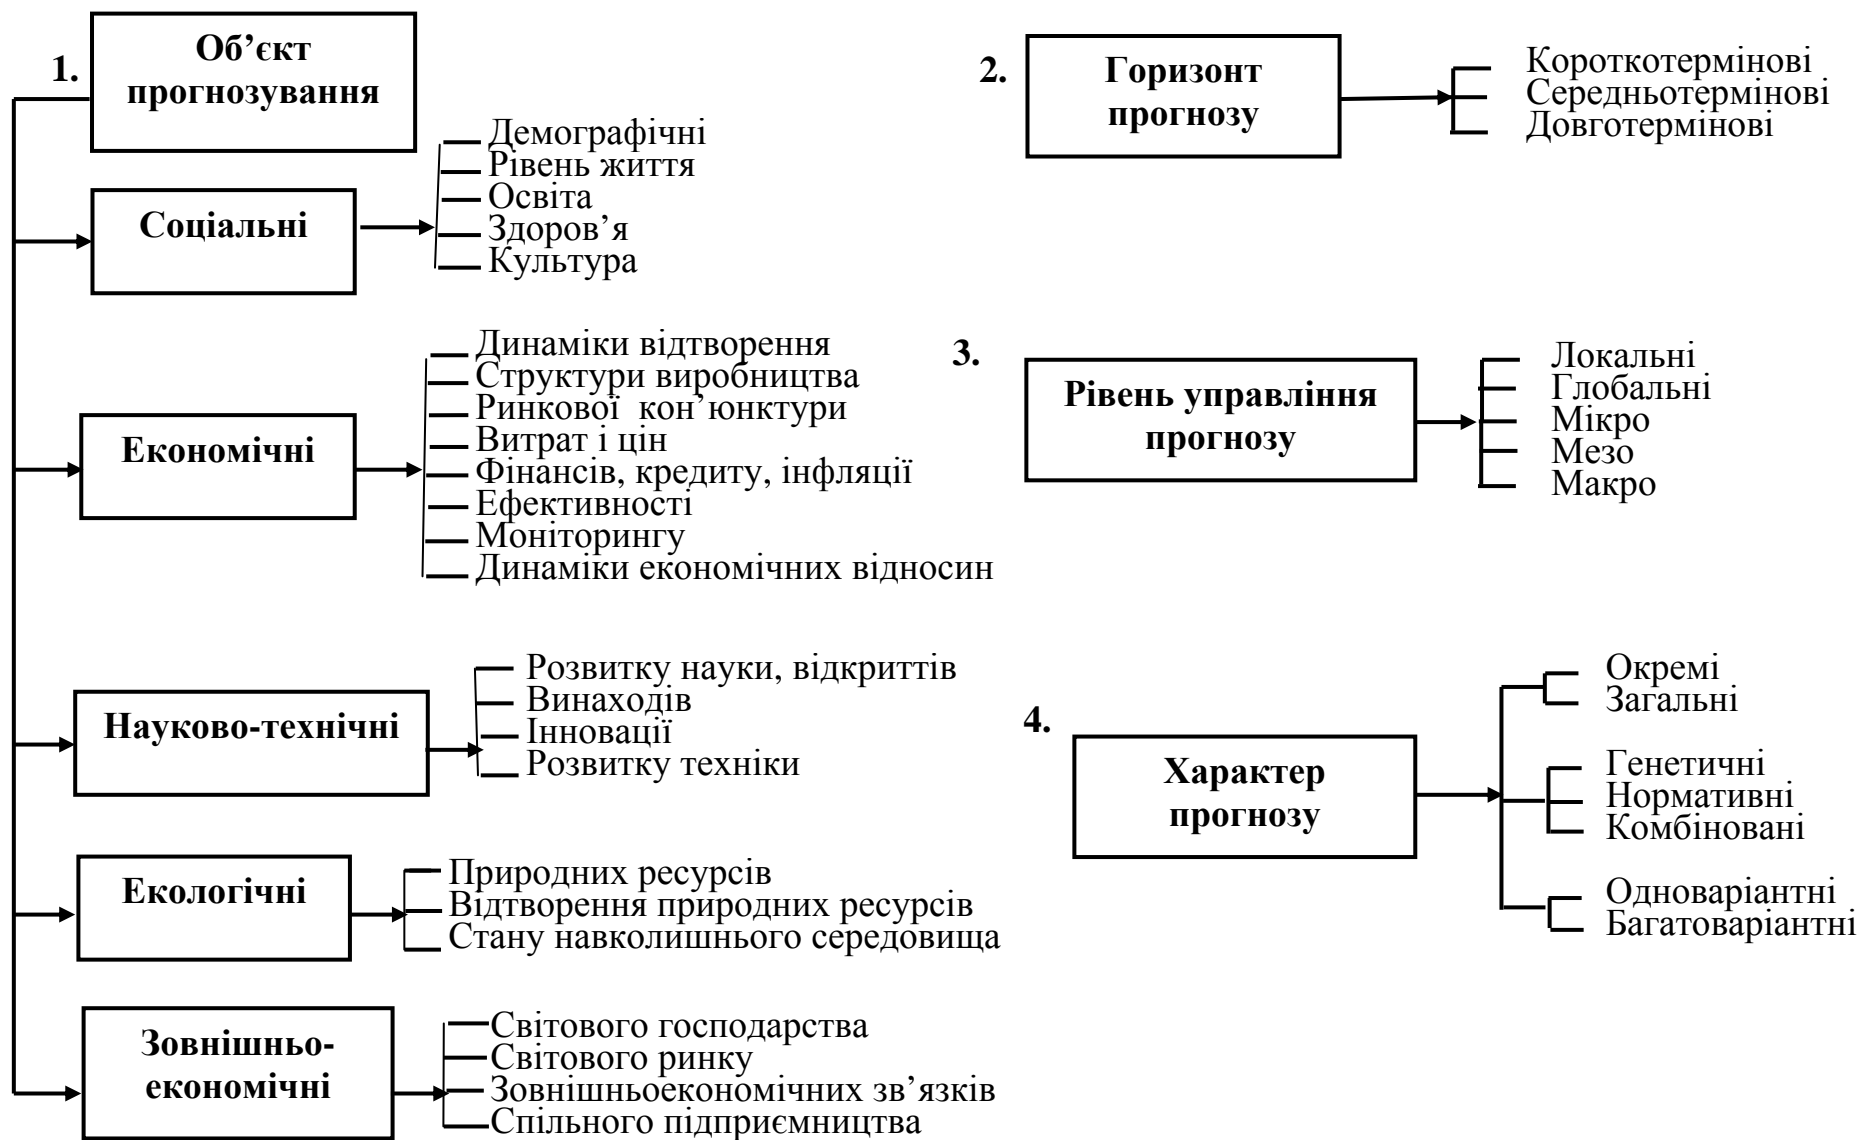 1.
Об’єкт
прогнозування
Соціальні
Демографічні
Рівень життя
Освіта
Здоров’я
Культура
Економічні
Динаміки відтворення
Структури виробництва
Ринкової кон’юнктури
Витрат і цін
Фінансів, кредиту, інфляції
Ефективності
Моніторингу
Динаміки економічних відносин
Науково-технічні
Розвитку науки, відкриттів
Винаходів
Інновації
Розвитку техніки
Екологічні
Природних ресурсів
Відтворення природних ресурсів
Стану навколишнього середовища
Зовнішньо-
економічні
Світового господарства
Світового ринку
Зовнішньоекономічних зв’язків
Спільного підприємництва
2.
Горизонт
прогнозу
Короткотермінові
Середньотермінові
Довготермінові
3.
Рівень управління
прогнозу
Локальні
Глобальні
Мікро
Мезо
Макро
4.
Характер
прогнозу
Окремі
Загальні
Генетичні
Нормативні
Комбіновані
Одноваріантні
Багатоваріантні